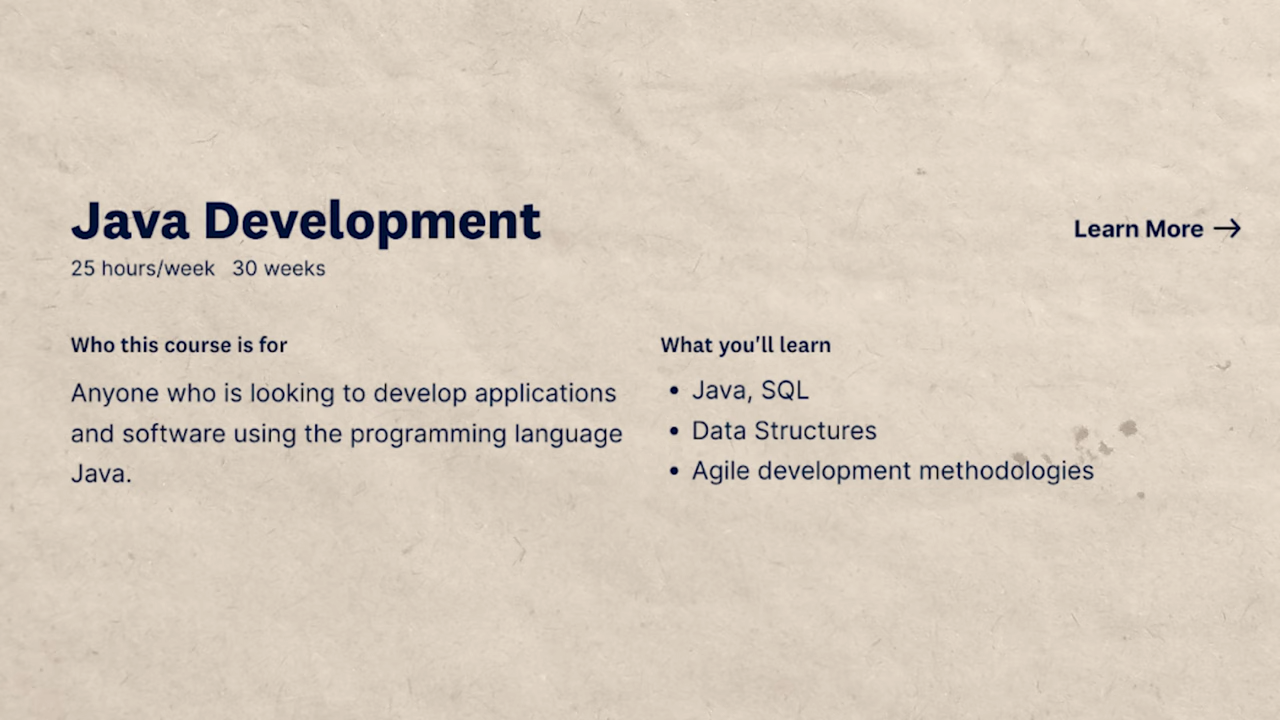 Java Development
Learn More →
25 hours/week 30 weeks
Who this course is for
Anyone who is looking to develop applications
and software using the programming language
Java.
What you'll learn
• Java, SQL
• Data Structures
• Agile development methodologies